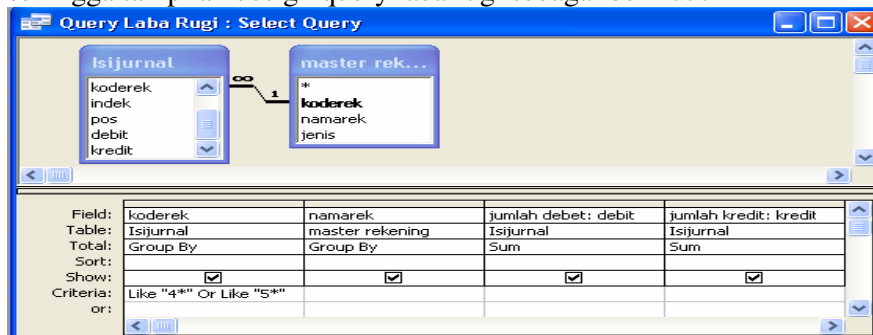 Query Laba Rugi : Select Query
Isijurnal
koderek
indek
pos
debit
kredit
∞ 1
master rek...
*
koderek
namarek
jenis
Field: koderek namarek jumlah debet: debit jumlah kredit: kredit
Table: Isijurnal master rekening Isijurnal Isijurnal
Total: Group By Group By Sum Sum
Sort:
Show:
Criteria: Like "4*" Or Like "5*"
or: